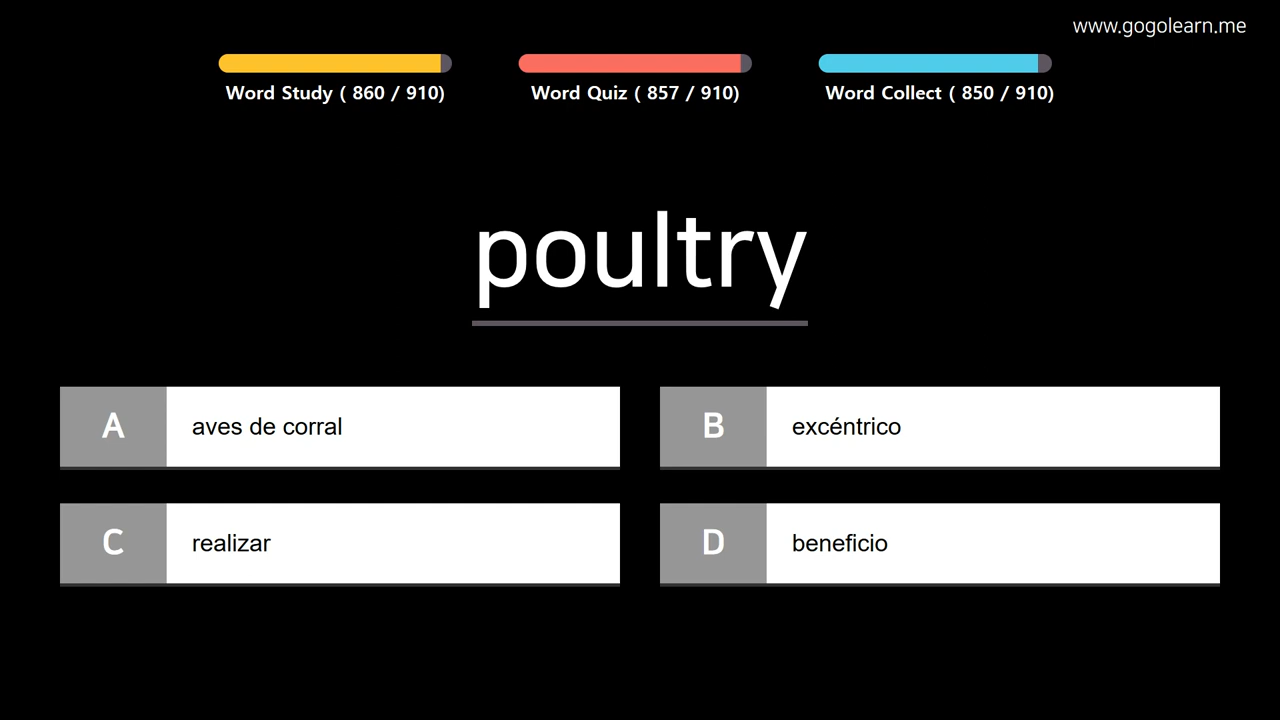 www.gogolearn.me
Word Study ( 860 / 910)
Word Quiz ( 857 / 910)
Word Collect ( 850 / 910)
poultry
A aves de corral
B excéntrico
C realizar
D beneficio